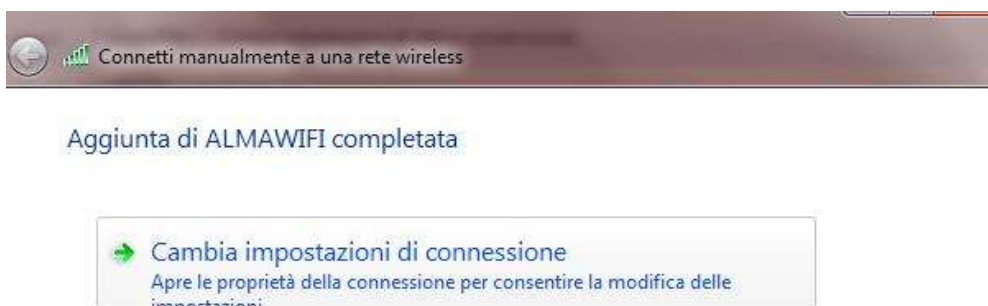 Connetti manualmente a una rete wireless
Aggiunta di ALMAWIFI completata
Cambia impostazioni di connessione
Apre le proprietà della connessione per consentire la modifica delle
impostazioni